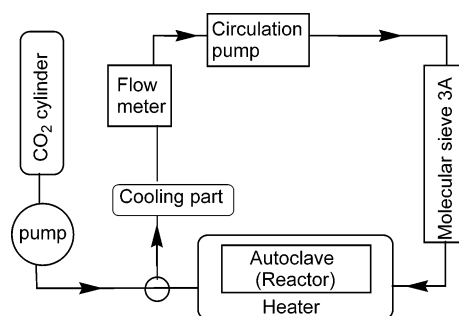 CO2 cylinder
pump
Flow
meter
Cooling part
Circulation
pump
Molecular sieve 3A
Autoclave
(Reactor)
Heater